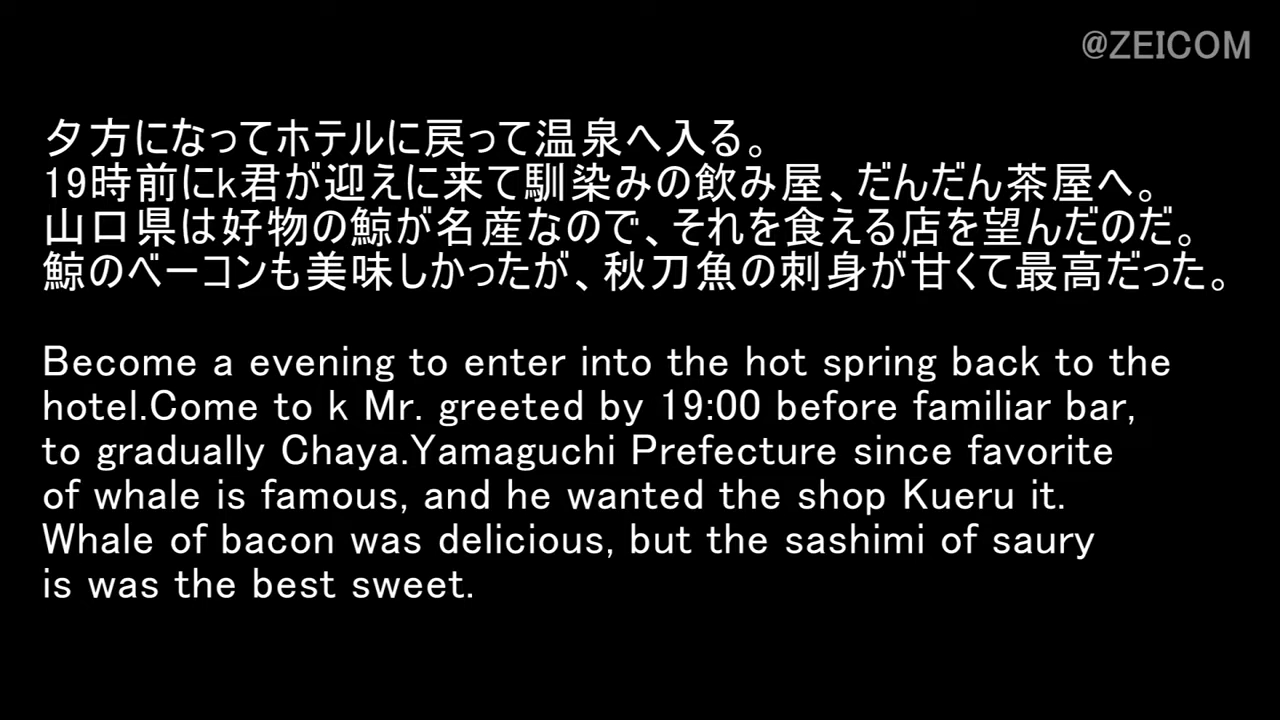 @ZEICOM
夕方になってホテルに戻って温泉へ入る。
19時前にk君が迎えに来て馴染みの飲み屋、だんだん茶屋へ。
山口県は好物の鯨が名産なので、それを食える店を望んだのだ。
鯨のベーコンも美味しかったが、秋刀魚の刺身が甘くて最高だった。
Become a evening to enter into the hot spring back to the
hotel.Come to k Mr. greeted by 19:00 before familiar bar,
to gradually Chaya.Yamaguchi Prefecture since favorite
of whale is famous, and he wanted the shop Kueru it.
Whale of bacon was delicious, but the sashimi of saury
is was the best sweet.